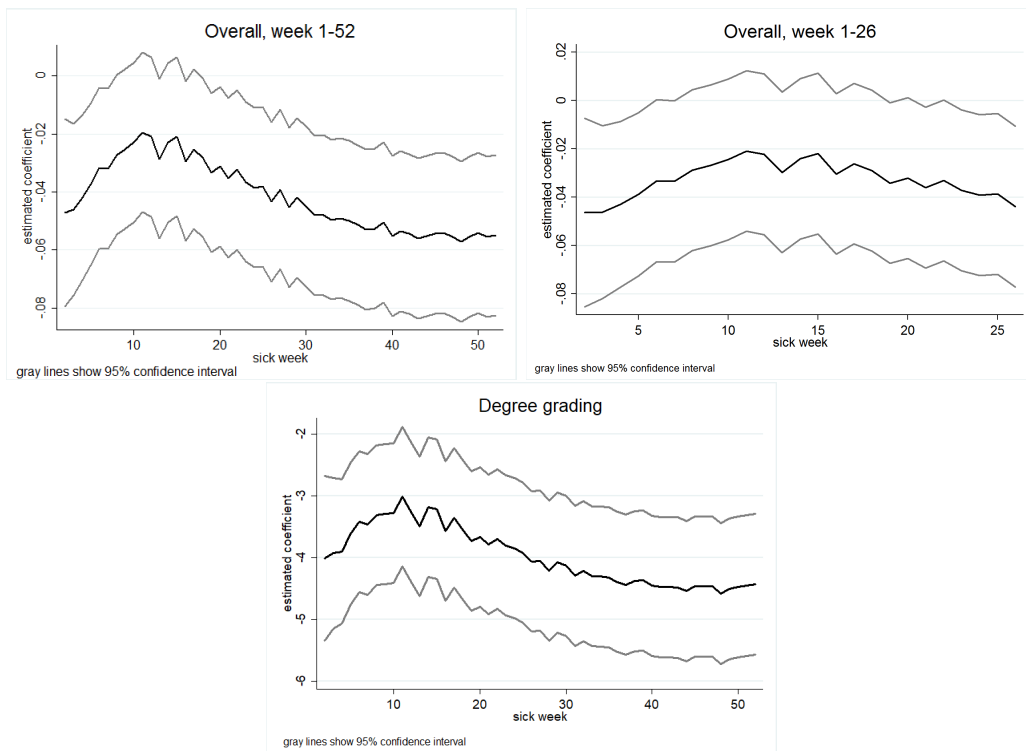 Overall, week 1-52
estimated coefficient
0
-.02
-.04
-.06
-.08
10
20
30
40
50
sick week
gray lines show 95% confidence interval
Overall, week 1-26
estimated coefficient
.02
0
-.02
-.04
-.06
-.08
5
10
15
20
25
sick week
gray lines show 95% confidence interval
Degree grading
estimated coefficient
-2
-3
-4
-5
-6
10
20
30
40
50
sick week
gray lines show 95% confidence interval